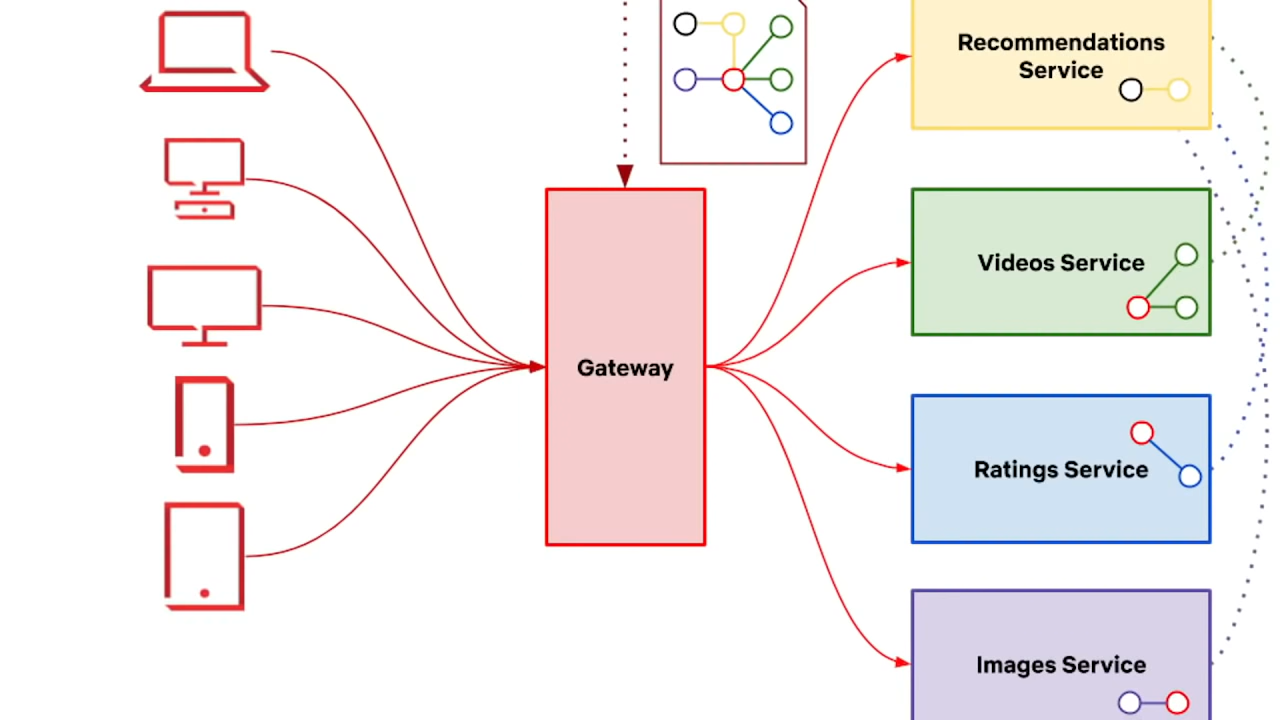 Recommendations
Service
Videos Service
Gateway
Ratings Service
Images Service